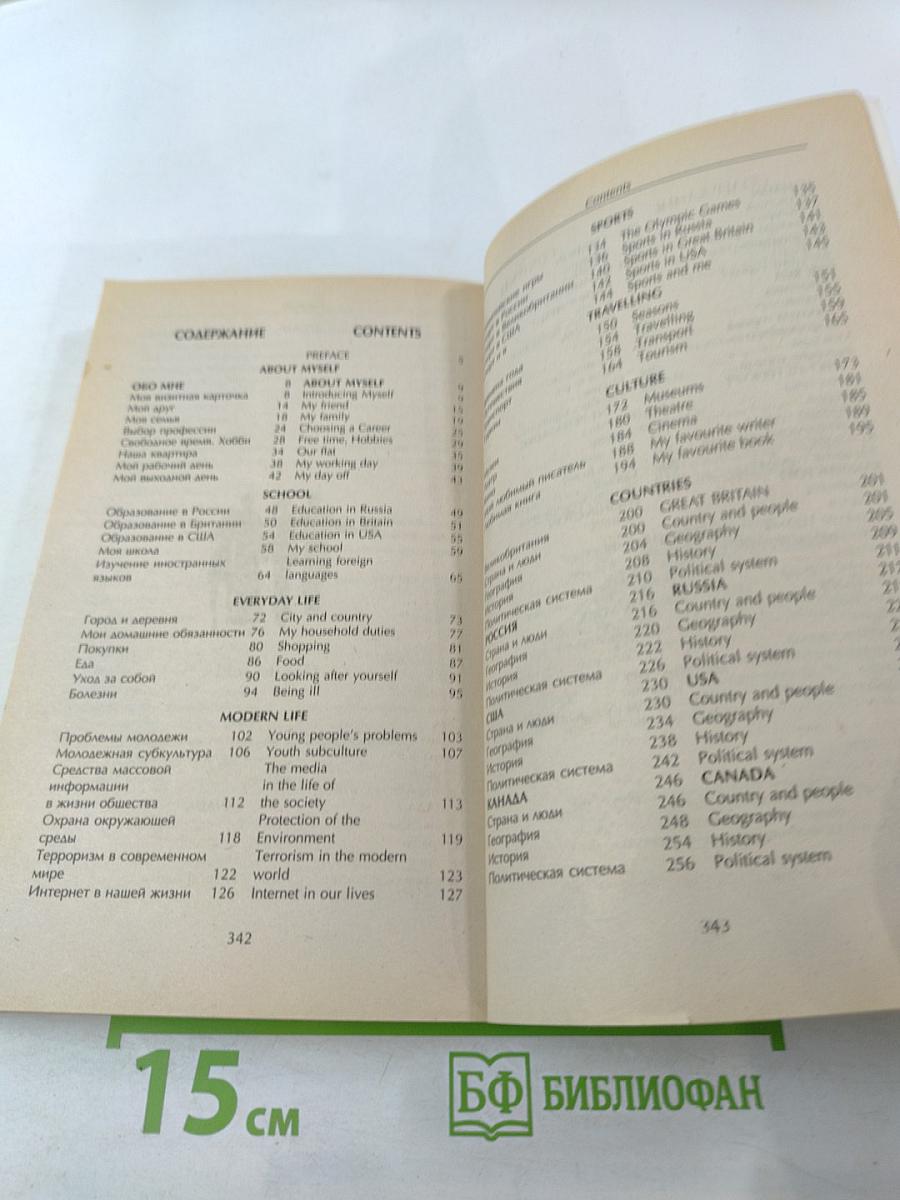 СОДЕРЖАНИЕ CONTENTS
PREFACE 5
ABOUT MYSELF
ОБО МНЕ 8 ABOUT MYSELF 9
Моя визитная карточка 8 Introducing Myself 9
Мой друг 14 My friend 15
Моя семья 18 My family 19
Выбор профессии 24 Choosing a Career 25
Свободное время. Хобби 28 Free time, Hobbies 29
Наша квартира 34 Our flat 35
Мой рабочий день 38 My working day 39
Мой выходной день 42 My day off 43
SCHOOL
Образование в России 48 Education in Russia 49
Образование в Британии 50 Education in Britain 51
Образование в США 54 Education in USA 55
Моя школа 58 My school 59
Изучение иностранных Learning foreign
языков 64 languages 65
EVERYDAY LIFE
Город и деревня 72 City and country 73
Мои домашние обязанности 76 My household duties 77
Покупки 80 Shopping 81
Еда 86 Food 87
Уход за собой 90 Looking after yourself 91
Болезни 94 Being ill 95
MODERN LIFE
Проблемы молодежи 102 Young people's problems 103
Молодежная субкультура 106 Youth subculture 107
Средства массовой The media
информации in the life of
в жизни общества 112 the society 113
Охрана окружающей Protection of the
среды 118 Environment 119
Терроризм в современном Terrorism in the modern
мире 122 world 123
Интернет в нашей жизни 126 Internet in our lives 127
342
Contents
SPORTS
игры 134 The Olympic Games 135
в России 136 Sports in Russia 137
в Великобритании 140 Sports in Great Britain 141
в США 142 Sports in USA 143
и я 144 Sports and me 145
TRAVELLING
года 150 Seasons 151
154 Travelling 155
158 Transport 159
164 Tourism 165
CULTURE
172 Museums 173
180 Theatre 181
184 Cinema 185
любимый писатель 188 My favourite writer 189
книга 194 My favourite book 195
COUNTRIES
200 GREAT BRITAIN 201
Страна и люди 200 Country and people 201
География 204 Geography 205
История 208 History 209
Политическая система 210 Political system 211
РОССИЯ 216 RUSSIA
Страна и люди 216 Country and people
География 220 Geography
История 222 History
Политическая система 226 Political system
США 230 USA
Страна и люди 230 Country and people
География 234 Geography
История 238 History
Политическая система 242 Political system
КАНАДА 246 CANADA
Страна и люди 246 Country and people
География 248 Geography
История 254 History
Политическая система 256 Political system
343
15 см
БФ БИБЛИОФАН